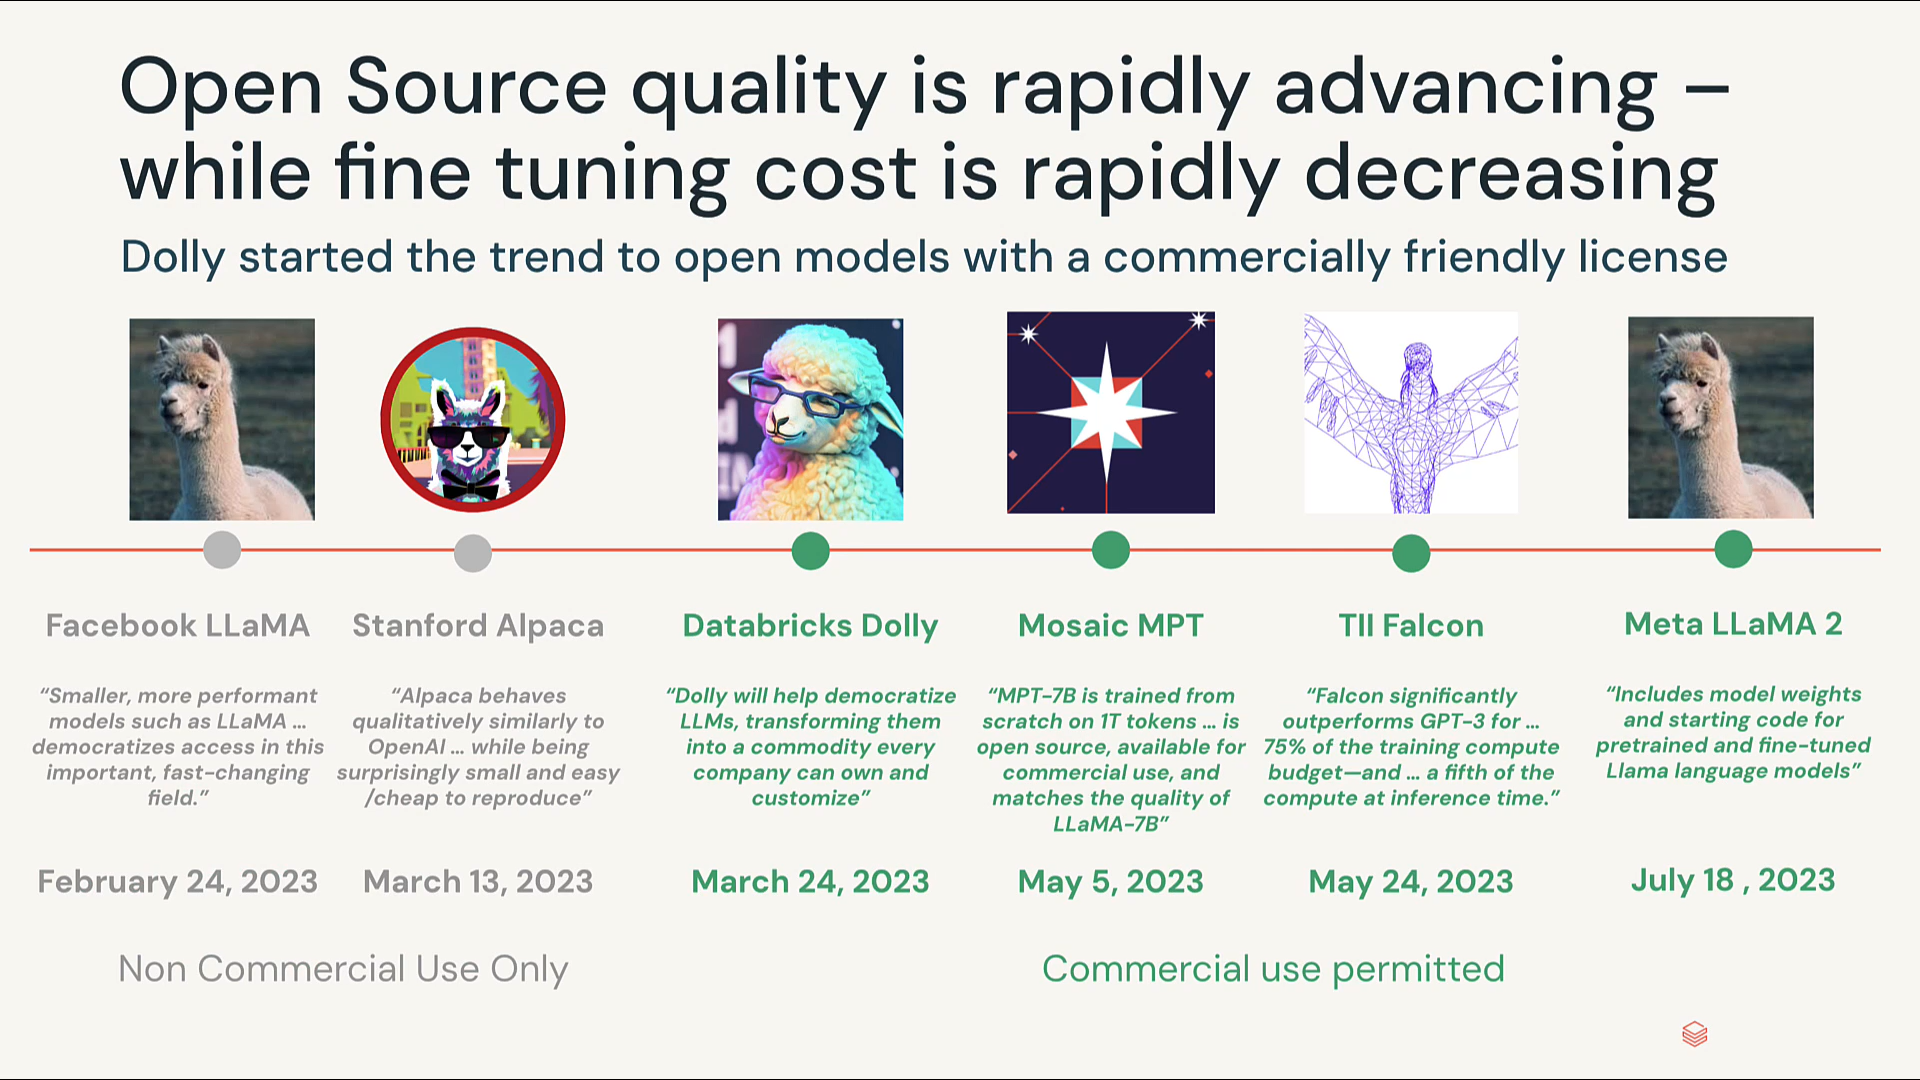 Open Source quality is rapidly advancing –
while fine tuning cost is rapidly decreasing
Dolly started the trend to open models with a commercially friendly license
Facebook LLaMA
“Smaller, more performant
models such as LLaMA ...
democratizes access in this
important, fast-changing
field.”
February 24, 2023
Stanford Alpaca
“Alpaca behaves
qualitatively similarly to
OpenAI ... while being
surprisingly small and easy
/cheap to reproduce”
March 13, 2023
Databricks Dolly
“Dolly will help democratize
LLMs, transforming them
into a commodity every
company can own and
customize”
March 24, 2023
Mosaic MPT
“MPT-7B is trained from
scratch on 1T tokens ... is
open source, available for
commercial use, and
matches the quality of
LLaMA-7B”
May 5, 2023
TII Falcon
“Falcon significantly
outperforms GPT-3 for ...
75% of the training compute
budget—and ... a fifth of the
compute at inference time.”
May 24, 2023
Meta LLaMA 2
“Includes model weights
and starting code for
pretrained and fine-tuned
Llama language models”
July 18 , 2023
Non Commercial Use Only
Commercial use permitted